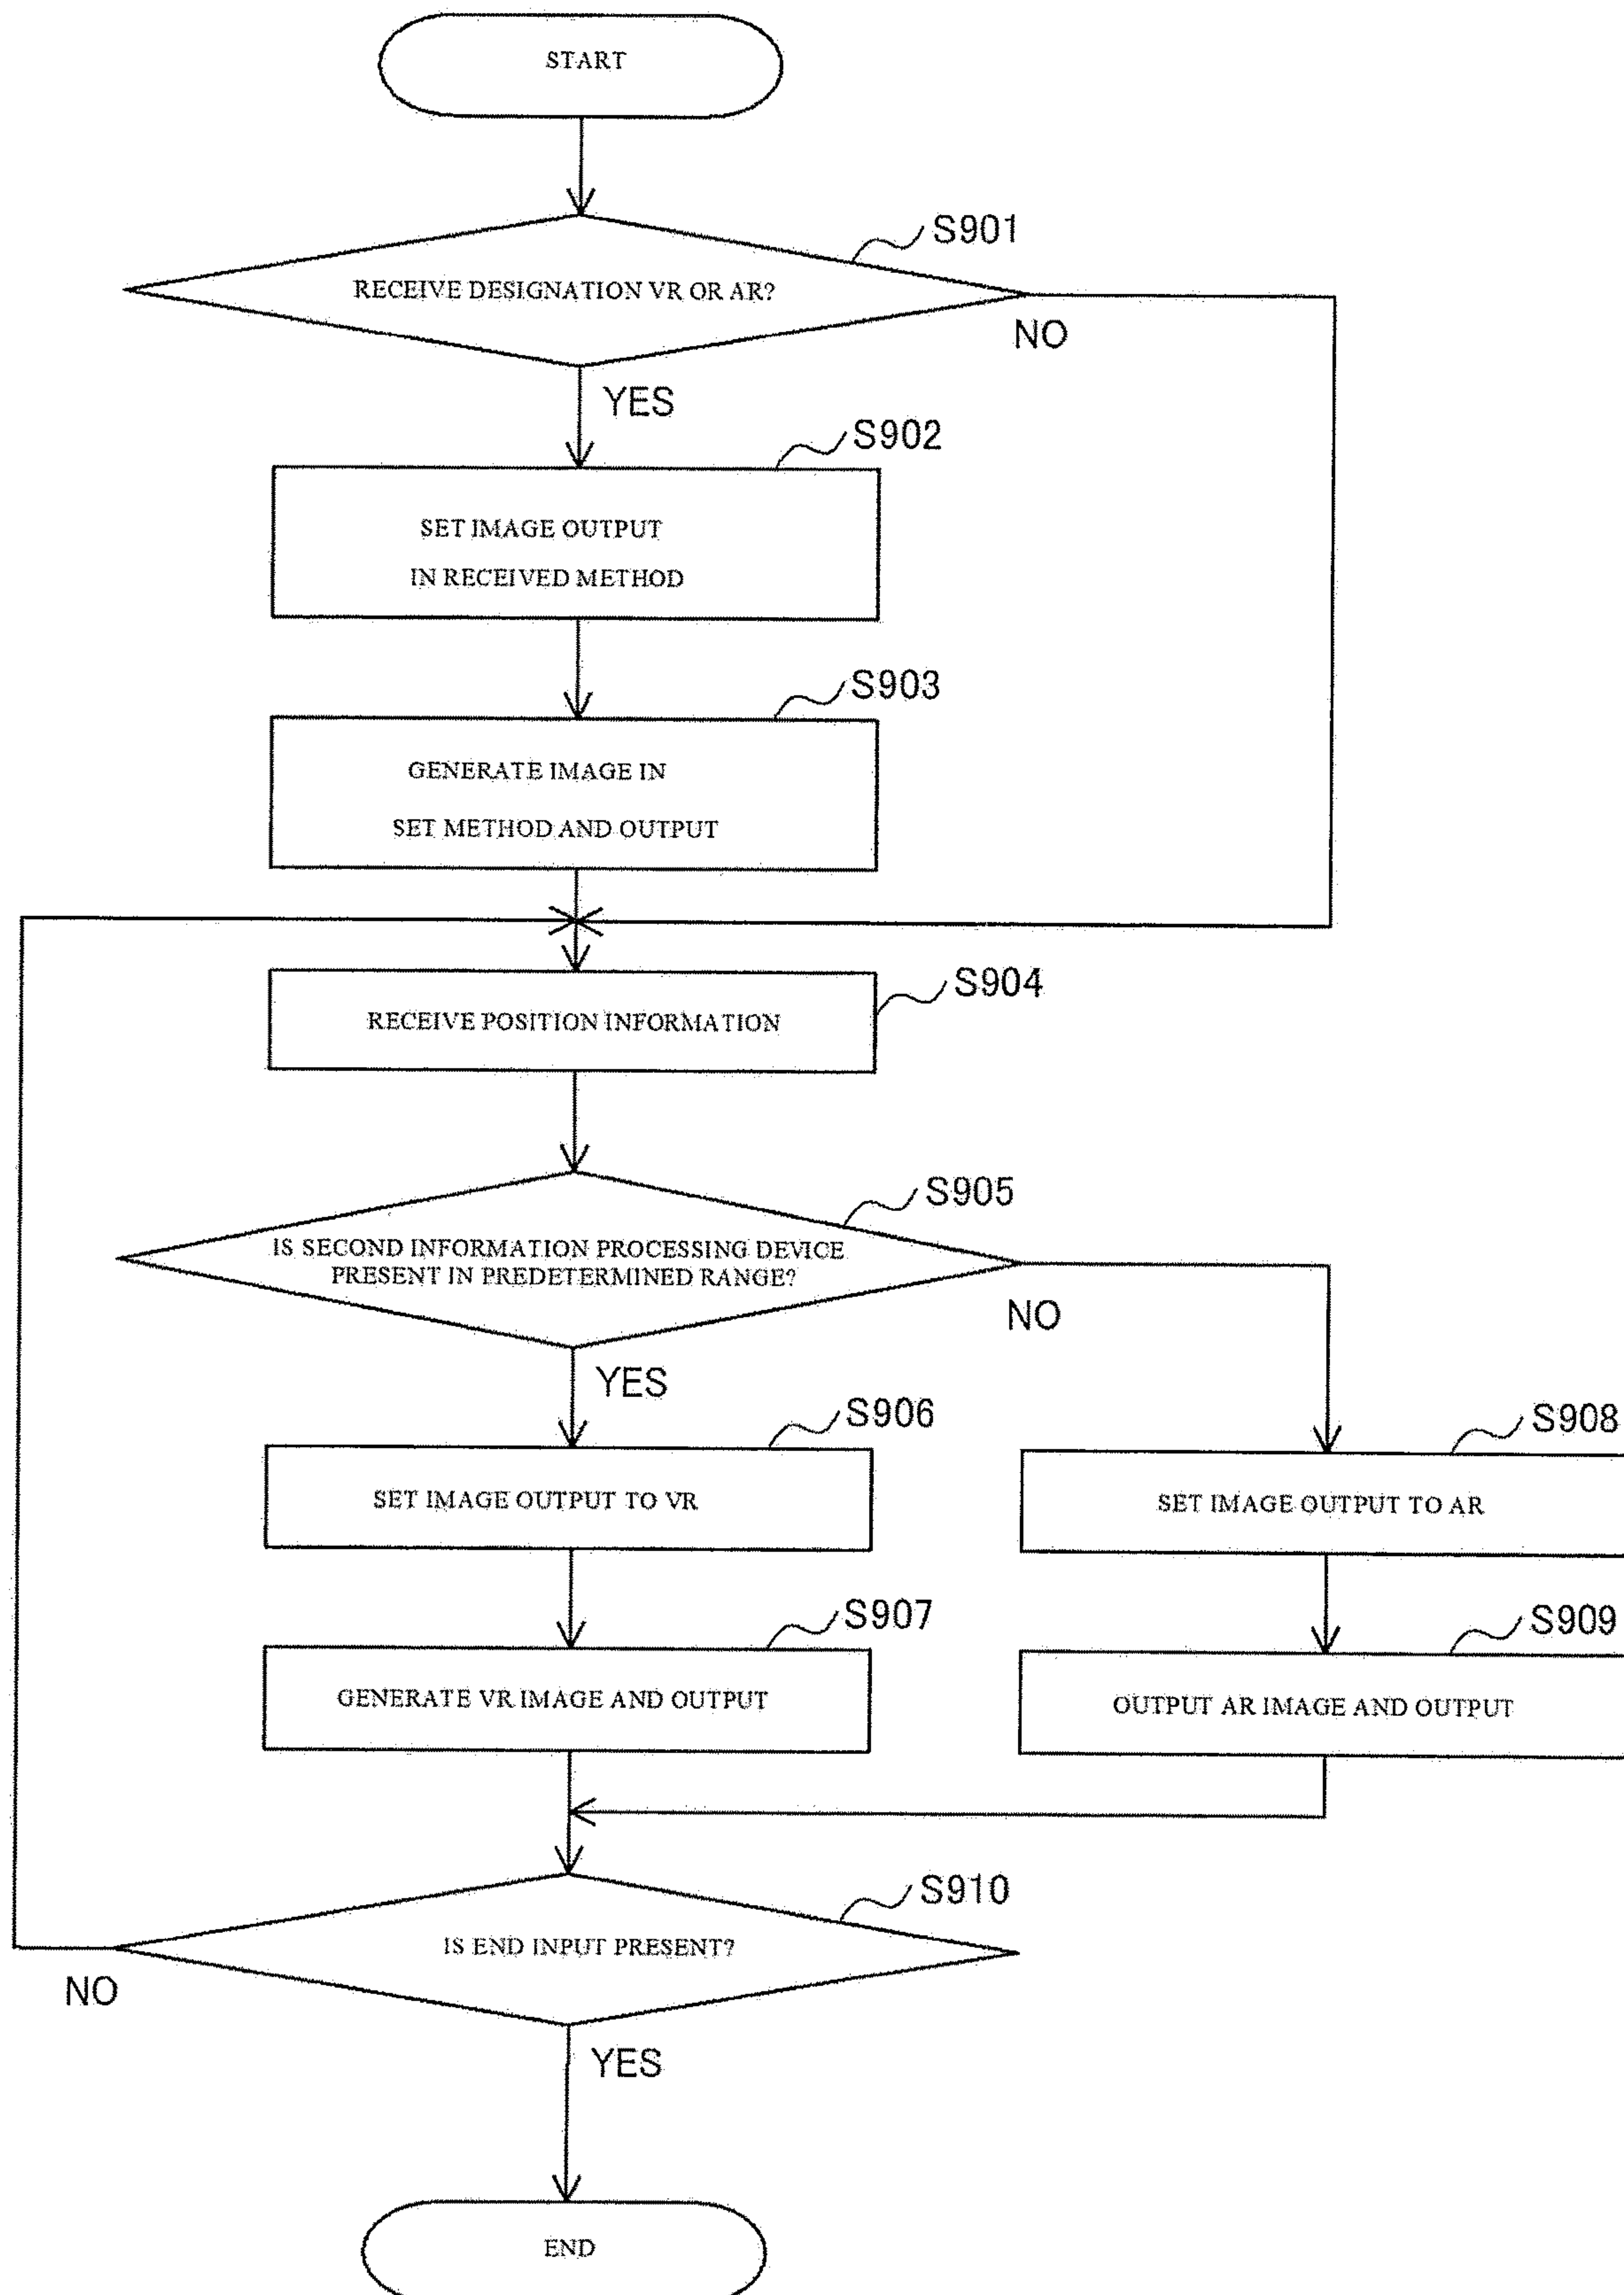 START
S901
RECEIVE DESIGNATION VR OR AR?
NO
YES
S902
SET IMAGE OUTPUT
IN RECEIVED METHOD
S903
GENERATE IMAGE IN
SET METHOD AND OUTPUT
S904
RECEIVE POSITION INFORMATION
S905
IS SECOND INFORMATION PROCESSING DEVICE
PRESENT IN PREDETERMINED RANGE?
NO
YES
S906
SET IMAGE OUTPUT TO VR
S908
SET IMAGE OUTPUT TO AR
S907
GENERATE VR IMAGE AND OUTPUT
S909
OUTPUT AR IMAGE AND OUTPUT
S910
IS END INPUT PRESENT?
NO
YES
END